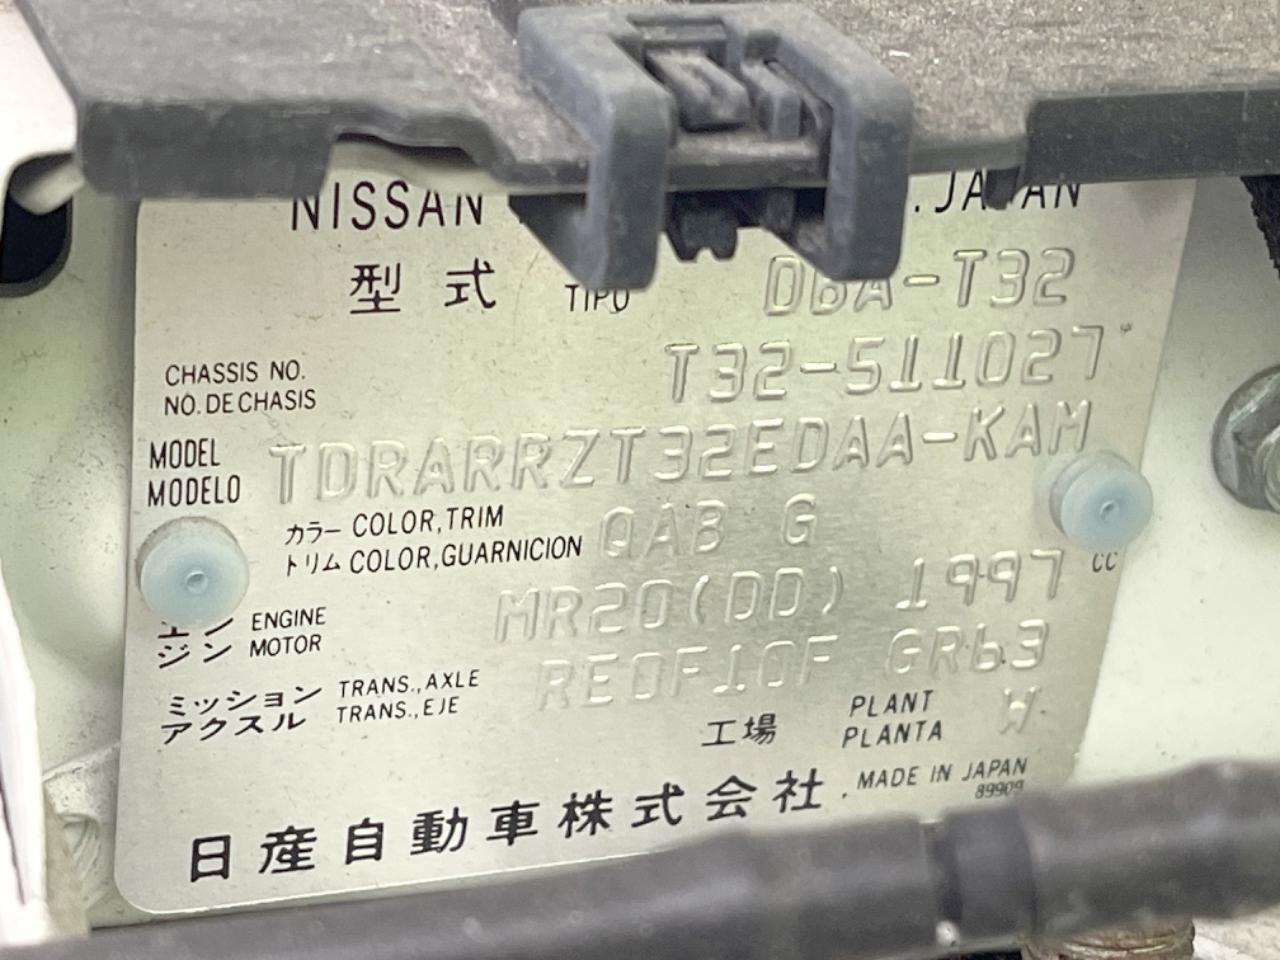 NISSAN . JAPAN
型式 TIPO DBA-T32
CHASSIS NO. T32-511027*
NO. DE CHASIS
MODEL TDRARRZT32EDAA-KAM
MODELO
カラー COLOR, TRIM QAB G
トリム COLOR, GUARNICION
エン ENGINE MR20(DD) 1997 CC
ジン MOTOR
ミッション TRANS., AXLE RE0F10F GR63
アクスル TRANS., EJE
工場 PLANT W
PLANTA
日産自動車株式会社. MADE IN JAPAN
89909